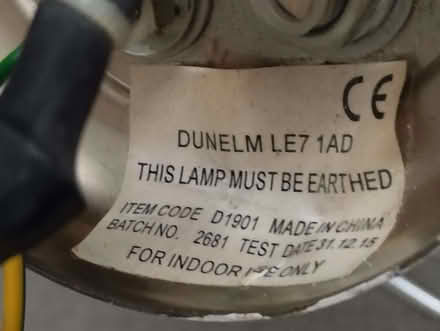 CE
DUNELM LE7 1AD
THIS LAMP MUST BE EARTHED
ITEM CODE D1901 MADE IN CHINA
BATCH NO. 2681 TEST DATE 31.12.15
FOR INDOOR USE ONLY